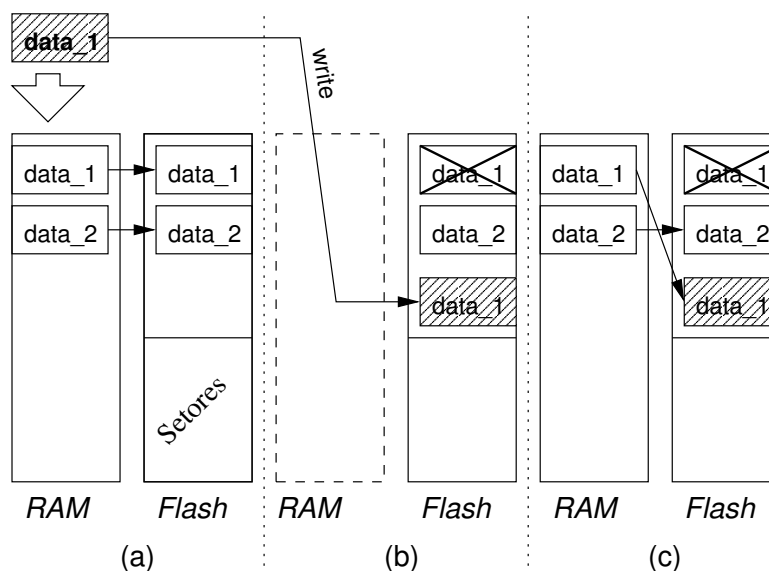 data_1
write
data_1 data_1 data_1 data_1 data_1
data_2 data_2 data_2 data_2 data_2
data_1 data_1
Setores
RAM Flash RAM Flash RAM Flash
(a) (b) (c)